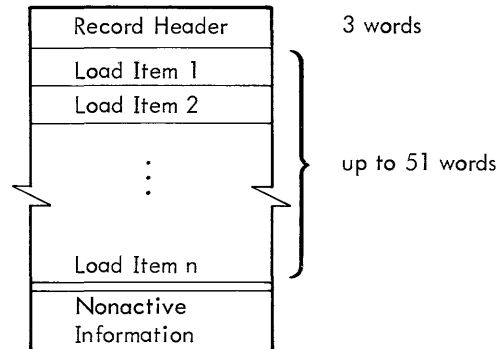 Record Header 3 words
Load Item 1
Load Item 2
up to 51 words
Load Item n
Nonactive
Information